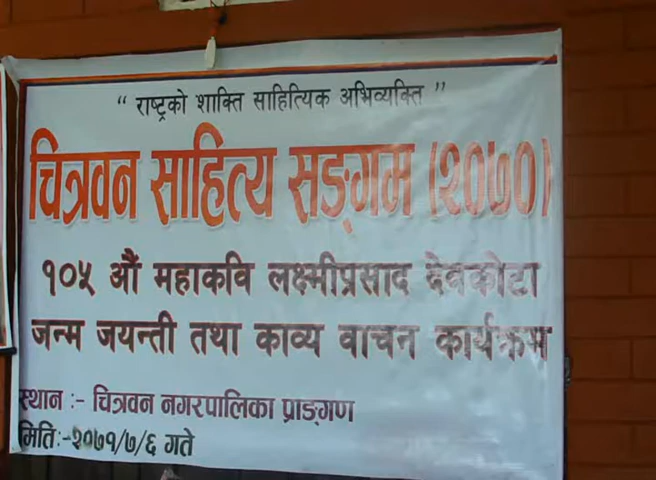 “ राष्ट्रको शाक्ति साहित्यिक अभिव्यक्ति ”
चित्रवन साहित्य सङ्गम (२०७०)
१०५ औं महाकवि लक्ष्मीप्रसाद देवकोटा
जन्म जयन्ती तथा काव्य वाचन कार्यक्रम
स्थान :- चित्रवन नगरपालिका प्राङ्गण
मिति:-२०७१/७/६ गते